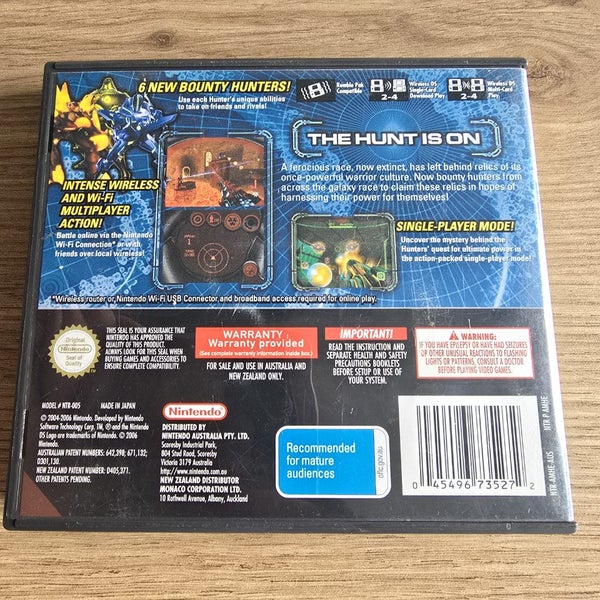 6 NEW BOUNTY HUNTERS!
Use each Hunter's unique abilities
to take on friends and rivals!
Rumble Pak
Compatible
2-4
Wireless DS
Single-Card
Download Play
2-4
Wireless DS
Multi-Card
Play
THE HUNT IS ON
A ferocious race, now extinct, has left behind relics of its
once-powerful warrior culture. Now bounty hunters from
across the galaxy race to claim these relics in hopes of
harnessing their power for themselves!
INTENSE WIRELESS
AND Wi-Fi
MULTIPLAYER
ACTION!
Battle online via the Nintendo
Wi-Fi Connection* or with
friends over local wireless!
SINGLE-PLAYER MODE!
Uncover the mystery behind the
Hunters' quest for ultimate power in
the action-packed single-player mode!
*Wireless router or Nintendo Wi-Fi USB Connector and broadband access required for online play.
Original
Nintendo
Seal of
Quality
THIS SEAL IS YOUR ASSURANCE THAT
NINTENDO HAS APPROVED THE
QUALITY OF THIS PRODUCT.
ALWAYS LOOK FOR THIS SEAL WHEN
BUYING GAMES AND ACCESSORIES TO
ENSURE COMPLETE COMPATIBILITY.
WARRANTY
Warranty provided
(See complete warranty information inside box.)
FOR SALE AND USE IN AUSTRALIA AND
NEW ZEALAND ONLY.
IMPORTANT!
READ THE INSTRUCTION AND
SEPARATE HEALTH AND SAFETY
PRECAUTIONS BOOKLETS
BEFORE SETUP OR USE OF
YOUR SYSTEM.
WARNING:
IF YOU HAVE EPILEPSY OR HAVE HAD SEIZURES
OR OTHER UNUSUAL REACTIONS TO FLASHING
LIGHTS OR PATTERNS, CONSULT A DOCTOR
BEFORE PLAYING VIDEO GAMES.
MODEL # NTR-005 MADE IN JAPAN
© 2004-2006 Nintendo. Developed by Nintendo
Software Technology Corp. TM, ® and the Nintendo
DS Logo are trademarks of Nintendo. © 2006
Nintendo.
AUSTRALIAN PATENT NUMBERS: 642,398; 671,132;
0301,130.
NEW ZEALAND PATENT NUMBER: D405,371.
OTHER PATENTS PENDING.
Nintendo
DISTRIBUTED BY
NINTENDO AUSTRALIA PTY. LTD.
Scoresby Industrial Park,
804 Stud Road, Scoresby
Victoria 3179 Australia
http://www.nintendo.com.au
NEW ZEALAND DISTRIBUTOR
MONACO CORPORATION LTD.
10 Rothwell Avenue, Albany, Auckland
Recommended
for mature
audiences
oflc.gov.au
NTR P AMHE
NTR-AMHE-AUS
0 45496 73527 2